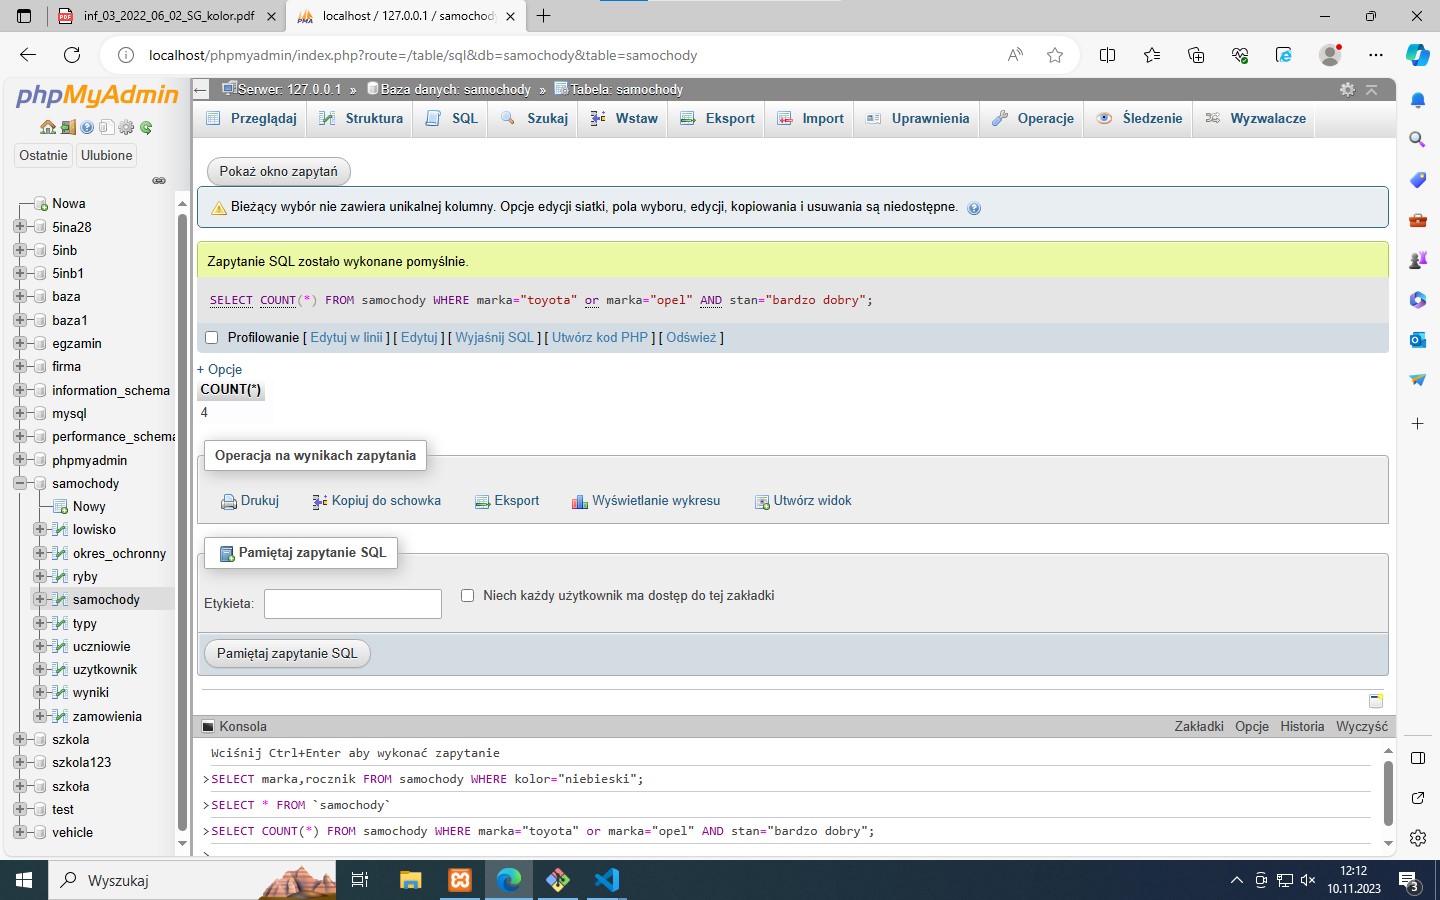 inf_03_2022_06_02_SG_kolor.pdf
localhost / 127.0.0.1 / samochody
localhost/phpmyadmin/index.php?route=/table/sql&db=samochody&table=samochody
phpMyAdmin
Ostatnie Ulubione
Nowa
5ina28
5inb
5inb1
baza
baza1
egzamin
firma
information_schema
mysql
performance_schema
phpmyadmin
samochody
Nowy
lowisko
okres_ochronny
ryby
samochody
typy
uczniowie
uzytkownik
wyniki
zamowienia
szkola
szkola123
szkoła
test
vehicle
Serwer: 127.0.0.1 » Baza danych: samochody » Tabela: samochody
Przeglądaj Struktura SQL Szukaj Wstaw Eksport Import Uprawnienia Operacje Śledzenie Wyzwalacze
Pokaż okno zapytań
Bieżący wybór nie zawiera unikalnej kolumny. Opcje edycji siatki, pola wyboru, edycji, kopiowania i usuwania są niedostępne.
Zapytanie SQL zostało wykonane pomyślnie.
SELECT COUNT(*) FROM samochody WHERE marka="toyota" or marka="opel" AND stan="bardzo dobry";
Profilowanie [ Edytuj w linii ] [ Edytuj ] [ Wyjaśnij SQL ] [ Utwórz kod PHP ] [ Odśwież ]
+ Opcje
COUNT(*)
4
Operacja na wynikach zapytania
Drukuj Kopiuj do schowka Eksport Wyświetlanie wykresu Utwórz widok
Pamiętaj zapytanie SQL
Etykieta: Niech każdy użytkownik ma dostęp do tej zakładki
Pamiętaj zapytanie SQL
Konsola Zakładki Opcje Historia Wyczyść
Wciśnij Ctrl+Enter aby wykonać zapytanie
>SELECT marka,rocznik FROM samochody WHERE kolor="niebieski";
>SELECT * FROM `samochody`
>SELECT COUNT(*) FROM samochody WHERE marka="toyota" or marka="opel" AND stan="bardzo dobry";
>
Wyszukaj
12:12
10.11.2023
3